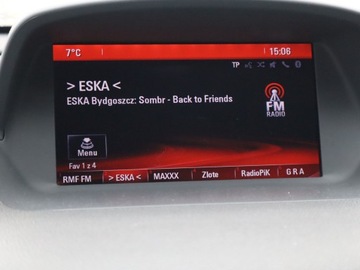 7°C 15:06
TP
> ESKA <
ESKA Bydgoszcz: Sombr - Back to Friends
FM
RADIO
Menu
Fav 1 z 4
RMF FM > ESKA < MAXXX Złote RadioPiK G R A